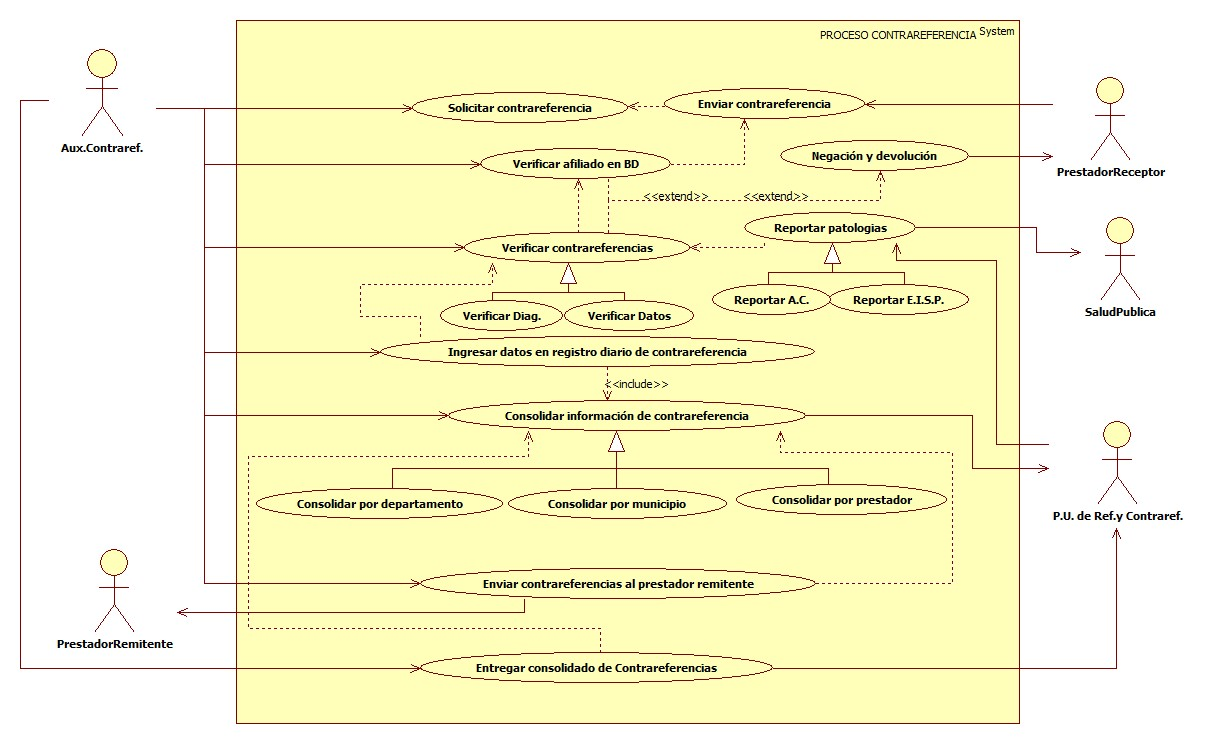 PROCESO CONTRAREFERENCIA System
Solicitar contrareferencia
Enviar contrareferencia
Aux.Contraref.
Verificar afiliado en BD
Negación y devolución
PrestadorReceptor
<<extend>>
<<extend>>
Reportar patologias
Verificar contrareferencias
Reportar A.C.
Reportar E.I.S.P.
SaludPublica
Verificar Diag.
Verificar Datos
Ingresar datos en registro diario de contrareferencia
<<include>>
Consolidar información de contrareferencia
Consolidar por departamento
Consolidar por municipio
Consolidar por prestador
P.U. de Ref.y Contraref.
Enviar contrareferencias al prestador remitente
PrestadorRemitente
Entregar consolidado de Contrareferencias